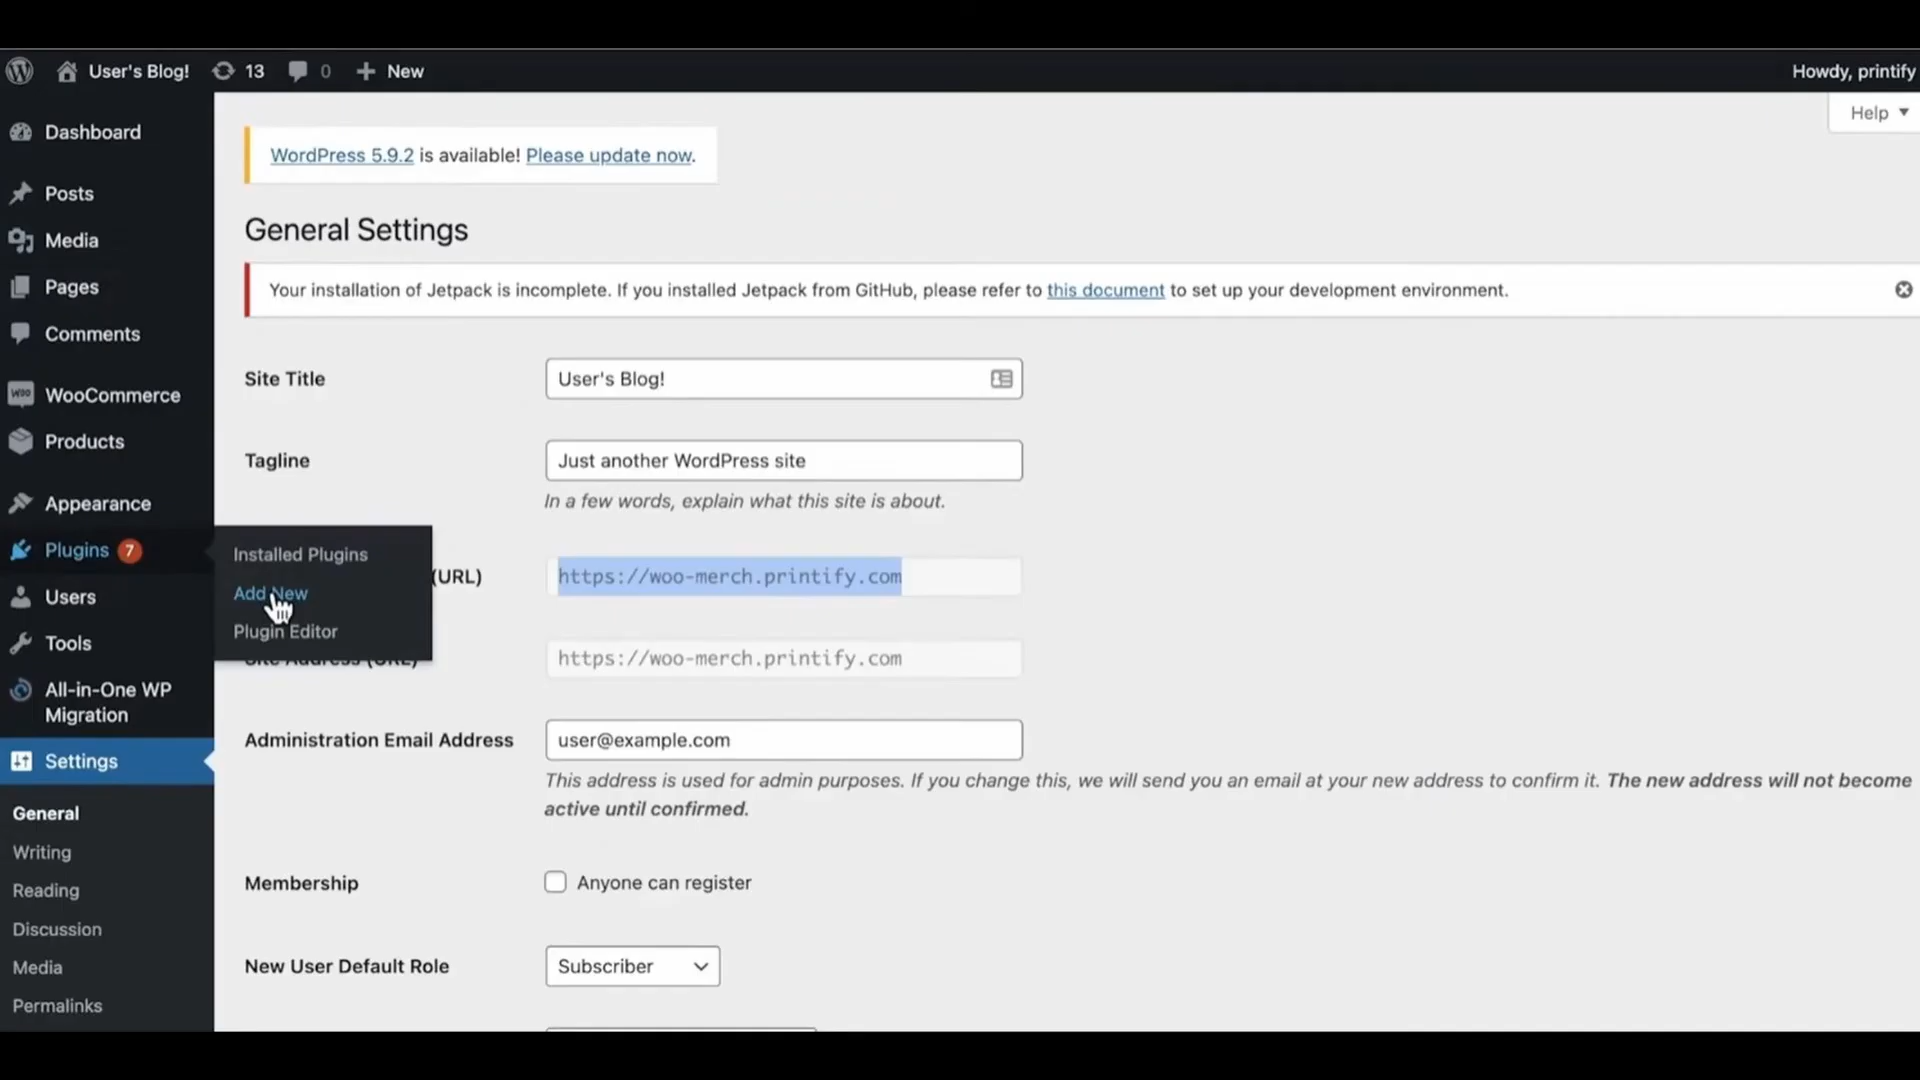 User's Blog! 13 0 New Howdy, printify
Help
Dashboard
Posts
Media
Pages
Comments
WOO WooCommerce
Products
Appearance
Plugins 7
Users
Tools
All-in-One WP
Migration
Settings
General
Writing
Reading
Discussion
Media
Permalinks
Installed Plugins
Add New
Plugin Editor
WordPress 5.9.2 is available! Please update now.
General Settings
Your installation of Jetpack is incomplete. If you installed Jetpack from GitHub, please refer to this document to set up your development environment.
Site Title User's Blog!
Tagline Just another WordPress site
In a few words, explain what this site is about.
(URL) https://woo-merch.printify.com
Site Address (URL) https://woo-merch.printify.com
Administration Email Address user@example.com
This address is used for admin purposes. If you change this, we will send you an email at your new address to confirm it. The new address will not become
active until confirmed.
Membership Anyone can register
New User Default Role Subscriber